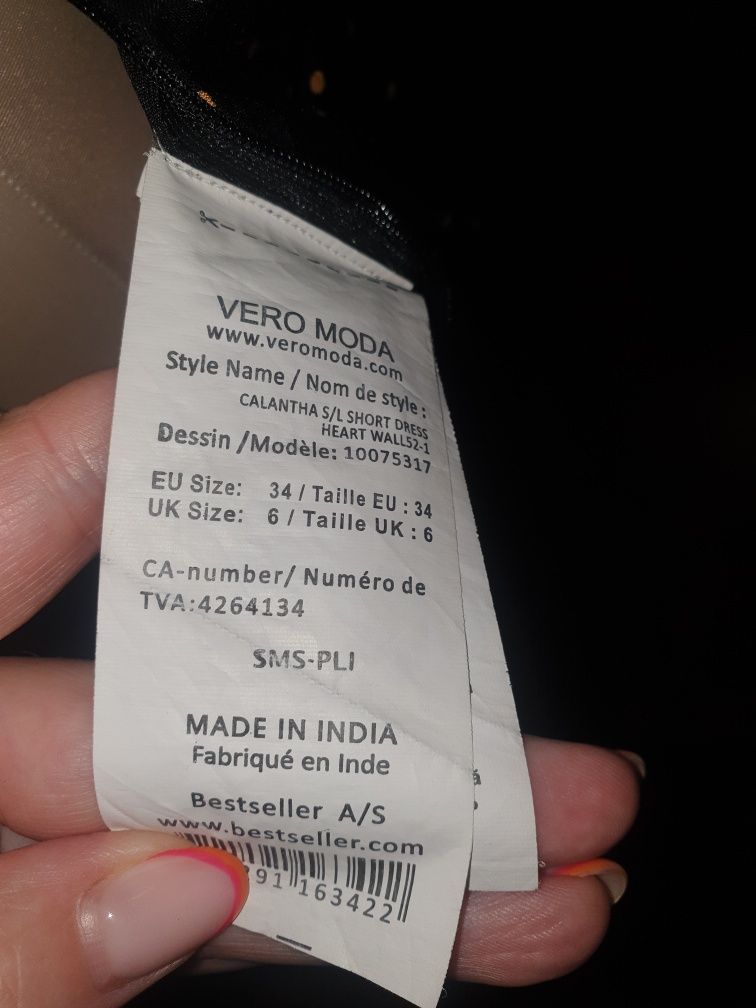 VERO MODA
www.veromoda.com
Style Name / Nom de style :
CALANTHA S/L SHORT DRESS
HEART WALL52-1
Dessin /Modèle: 10075317
EU Size: 34 / Taille EU : 34
UK Size: 6 / Taille UK : 6
CA-number/ Numéro de
TVA:4264134
SMS-PLI
MADE IN INDIA
Fabriqué en Inde
Bestseller A/S
www.bestseller.com
291 163422